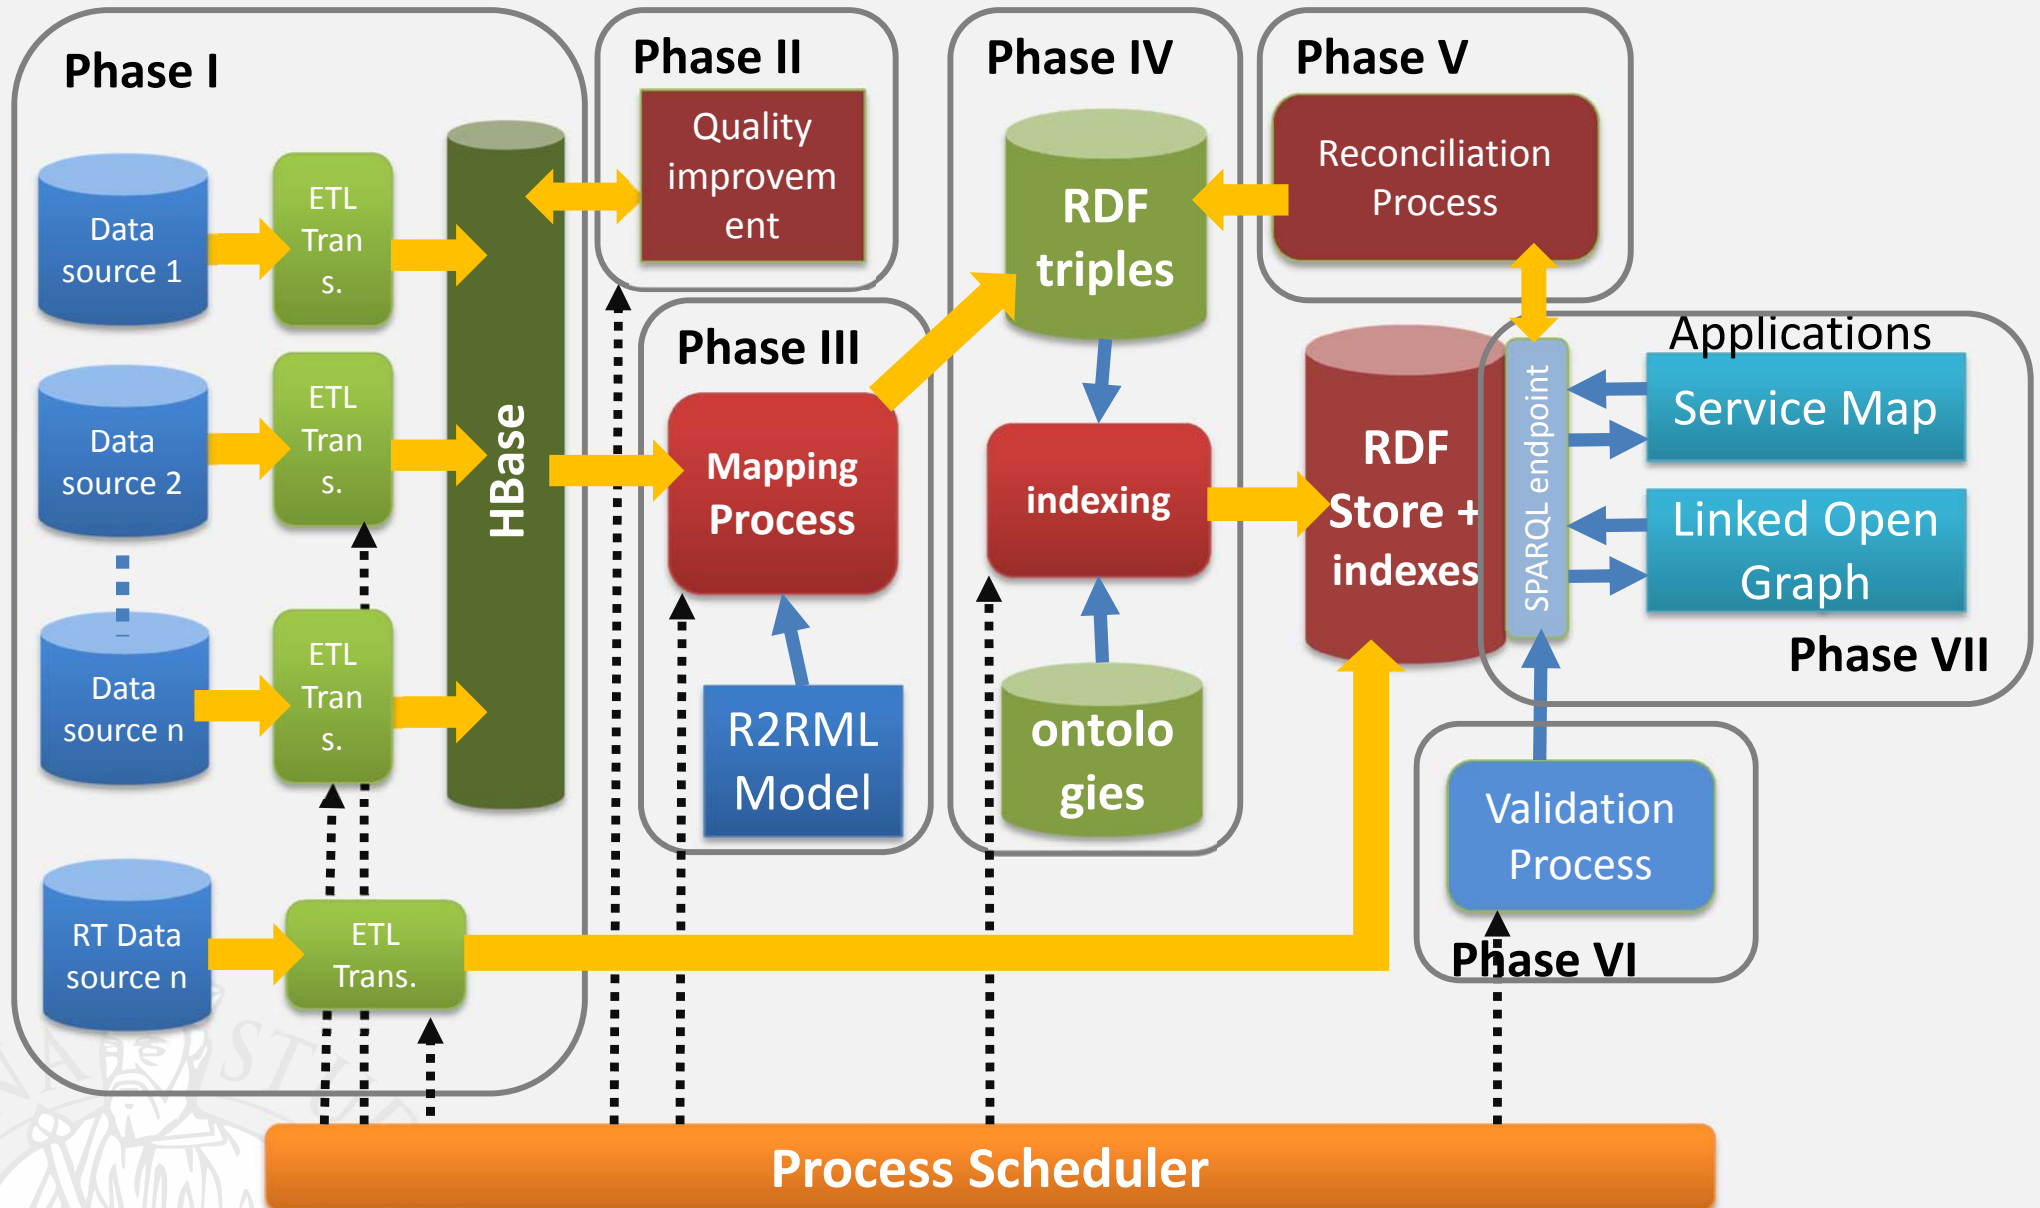 Phase I
Data
source 1
ETL
Tran
s.
Data
source 2
ETL
Tran
s.
Data
source n
ETL
Tran
s.
RT Data
source n
ETL
Trans.
HBase
Phase II
Quality
improvem
ent
Phase III
Mapping
Process
R2RML
Model
Phase IV
RDF
triples
indexing
ontolo
gies
Phase V
Reconciliation
Process
RDF
Store +
indexes
SPARQL endpoint
Applications
Service Map
Linked Open
Graph
Phase VII
Validation
Process
Phase VI
Process Scheduler